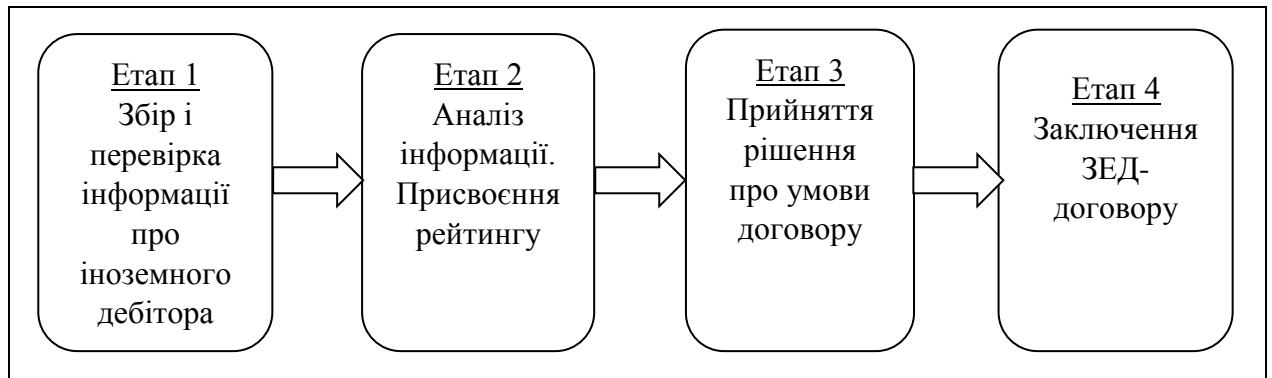 Етап 1
Збір і
перевірка
інформації
про
іноземного
дебітора
Етап 2
Аналіз
інформації.
Присвоєння
рейтингу
Етап 3
Прийняття
рішення
про умови
договору
Етап 4
Заключення
ЗЕД-
договору